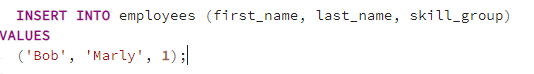 INSERT INTO employees (first_name, last_name, skill_group)
VALUES
('Bob', 'Marly', 1);